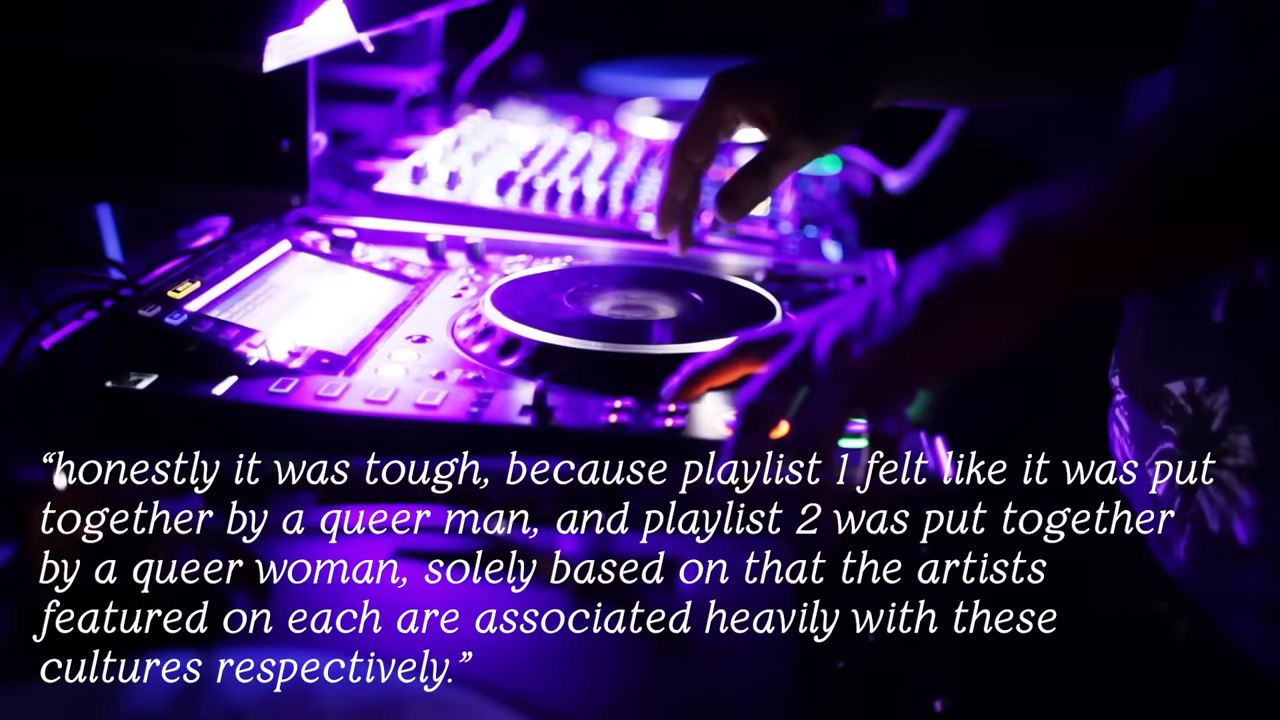 “honestly it was tough, because playlist 1 felt like it was put
together by a queer man, and playlist 2 was put together
by a queer woman, solely based on that the artists
featured on each are associated heavily with these
cultures respectively.”